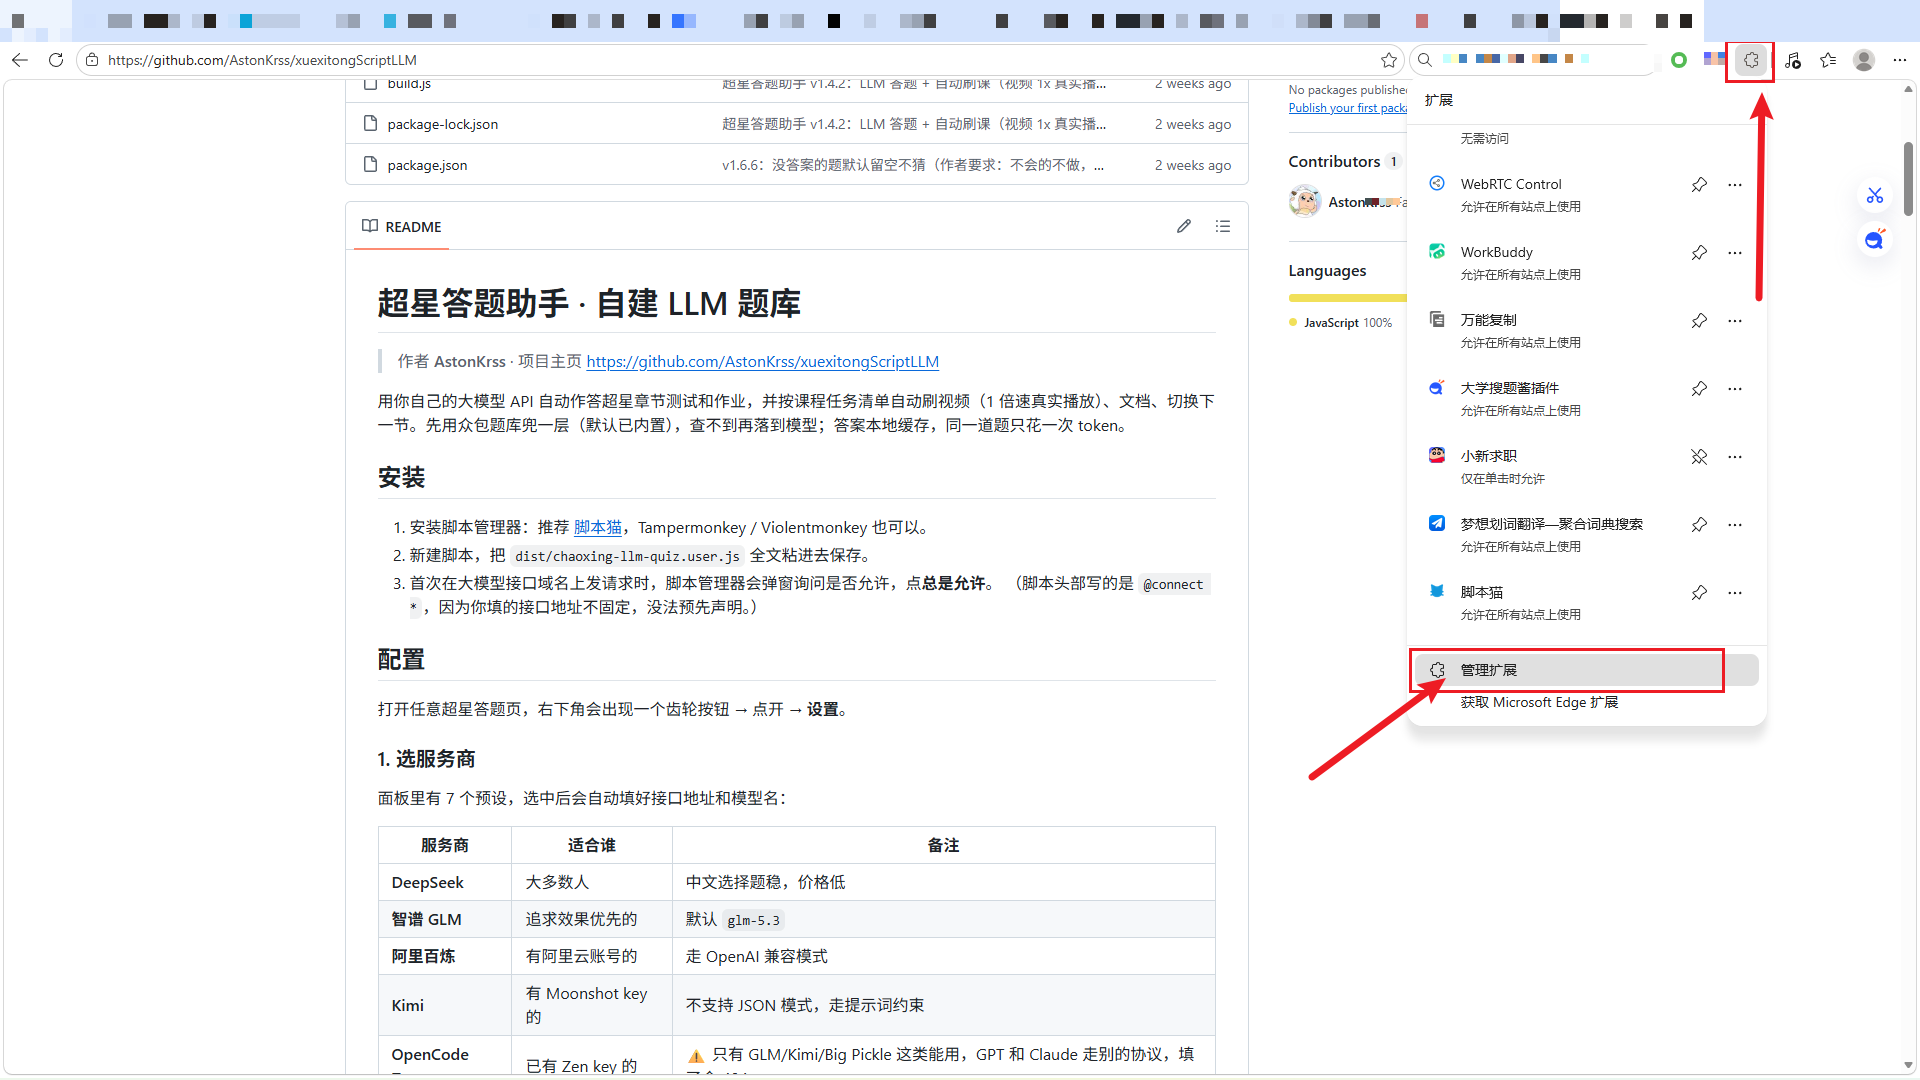 https://github.com/AstonKrss/xuexitongScriptLLM
build.js
超星答题助手 v1.4.2：LLM 答题 + 自动刷课（视频 1x 真实播...
2 weeks ago
package-lock.json
超星答题助手 v1.4.2：LLM 答题 + 自动刷课（视频 1x 真实播...
2 weeks ago
package.json
v1.6.6：没答案的题默认留空不猜（作者要求：不会的不做，...
2 weeks ago
README
超星答题助手 · 自建 LLM 题库
作者 AstonKrss · 项目主页 https://github.com/AstonKrss/xuexitongScriptLLM
用你自己的大模型 API 自动作答超星章节测试和作业，并按课程任务清单自动刷视频（1 倍速真实播放）、文档、切换下
一节。先用众包题库兜一层（默认已内置），查不到再落到模型；答案本地缓存，同一道题只花一次 token。
安装
1. 安装脚本管理器：推荐 脚本猫，Tampermonkey / Violentmonkey 也可以。
2. 新建脚本，把 dist/chaoxing-llm-quiz.user.js 全文粘进去保存。
3. 首次在大模型接口域名上发请求时，脚本管理器会弹窗询问是否允许，点总是允许。 （脚本头部写的是 @connect
*，因为你填的接口地址不固定，没法预先声明。）
配置
打开任意超星答题页，右下角会出现一个齿轮按钮 → 点开 → 设置。
1. 选服务商
面板里有 7 个预设，选中后会自动填好接口地址和模型名：
服务商 适合谁 备注
DeepSeek 大多数人 中文选择题稳，价格低
智谱 GLM 追求效果优先的 默认 glm-5.3
阿里百炼 有阿里云账号的 走 OpenAI 兼容模式
Kimi 有 Moonshot key
的 不支持 JSON 模式，走提示词约束
OpenCode 已有 Zen key 的 ⚠️ 只有 GLM/Kimi/Big Pickle 这类能用，GPT 和 Claude 走别的协议，填
No packages published
Publish your first packa
Contributors 1
Languages
JavaScript 100%
扩展
无需访问
WebRTC Control
允许在所有站点上使用
WorkBuddy
允许在所有站点上使用
万能复制
允许在所有站点上使用
大学搜题酱插件
允许在所有站点上使用
小新求职
仅在单击时允许
梦想划词翻译—聚合词典搜索
允许在所有站点上使用
脚本猫
允许在所有站点上使用
管理扩展
获取 Microsoft Edge 扩展